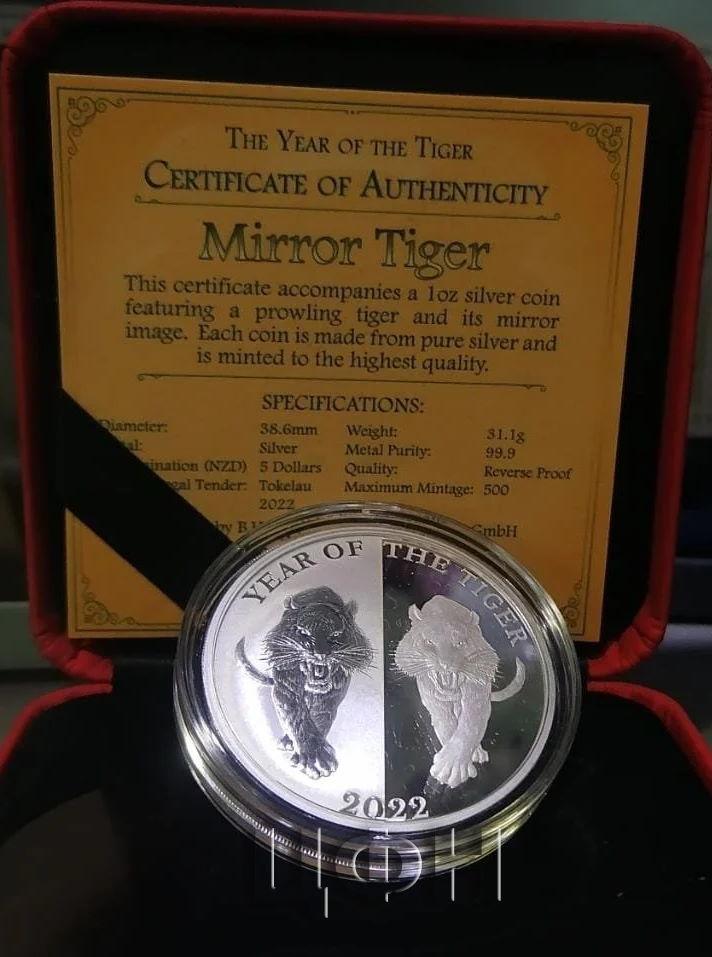 THE YEAR OF THE TIGER
CERTIFICATE OF AUTHENTICITY
Mirror Tiger
This certificate accompanies a 1oz silver coin
featuring a prowling tiger and its mirror
image. Each coin is made from pure silver and
is minted to the highest quality.
SPECIFICATIONS:
Diameter: 38.6mm Weight: 31.1g
Silver Metal Purity: 99.9
(NZD) 5 Dollars Quality: Reverse Proof
Tender: Tokelau Maximum Mintage: 500
2022
by GmbH
YEAR OF THE TIGER
2022
ЦФН